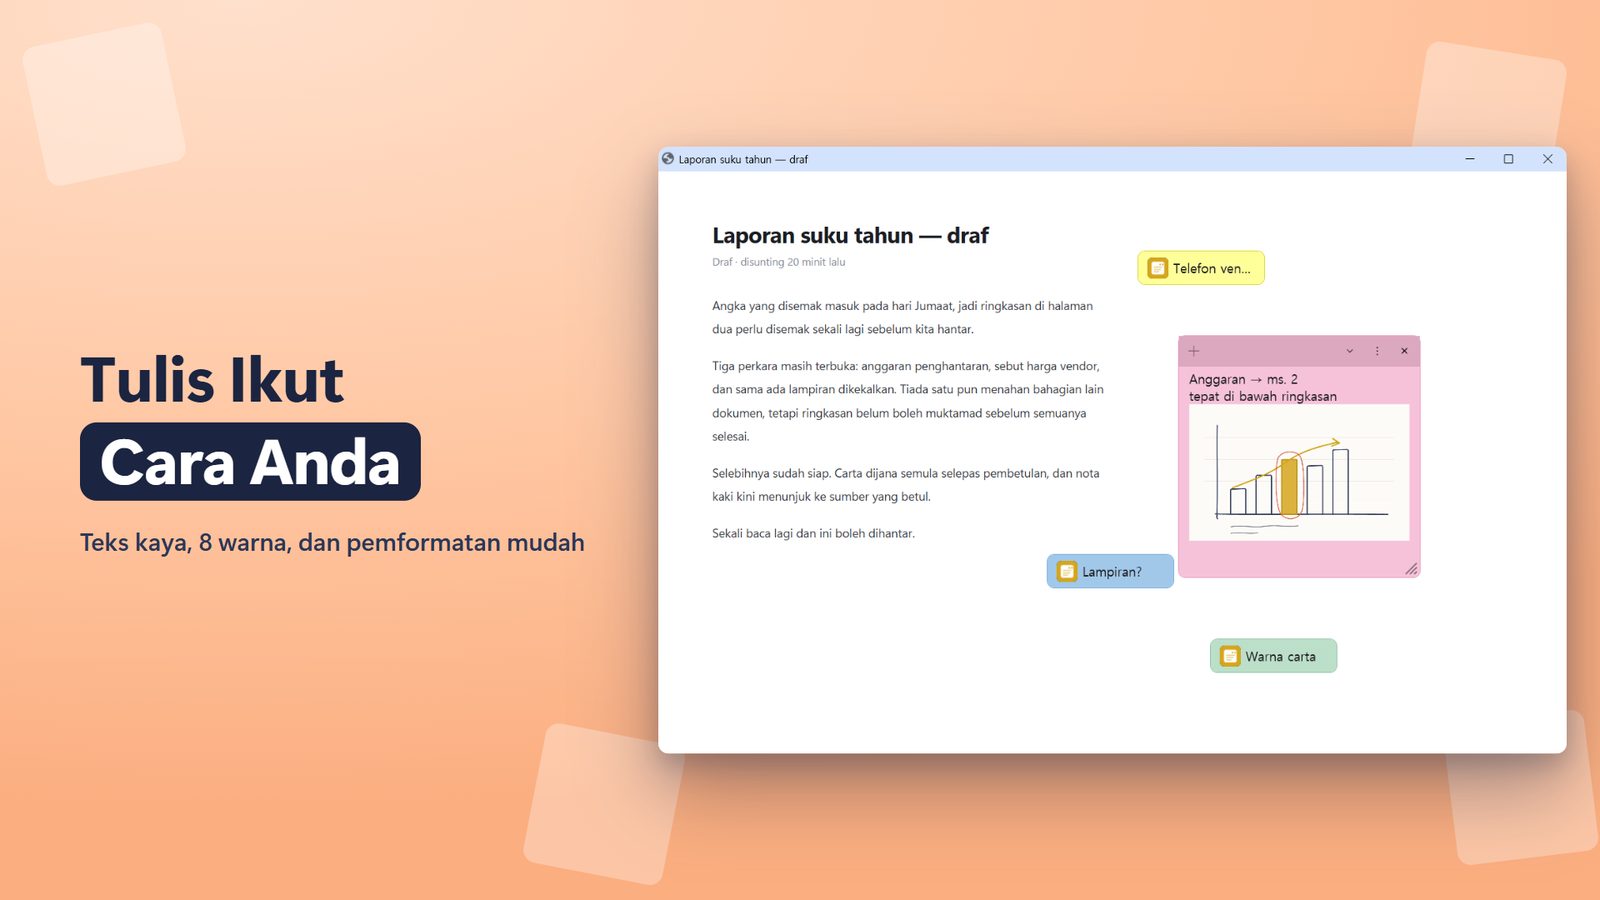 Tulis Ikut
Cara Anda
Teks kaya, 8 warna, dan pemformatan mudah
Laporan suku tahun — draf
Laporan suku tahun — draf
Draf · disunting 20 minit lalu
Angka yang disemak masuk pada hari Jumaat, jadi ringkasan di halaman
dua perlu disemak sekali lagi sebelum kita hantar.
Tiga perkara masih terbuka: anggaran penghantaran, sebut harga vendor,
dan sama ada lampiran dikekalkan. Tiada satu pun menahan bahagian lain
dokumen, tetapi ringkasan belum boleh muktamad sebelum semuanya
selesai.
Selebihnya sudah siap. Carta dijana semula selepas pembetulan, dan nota
kaki kini menunjuk ke sumber yang betul.
Sekali baca lagi dan ini boleh dihantar.
Telefon ven...
Anggaran → ms. 2
tepat di bawah ringkasan
Lampiran?
Warna carta